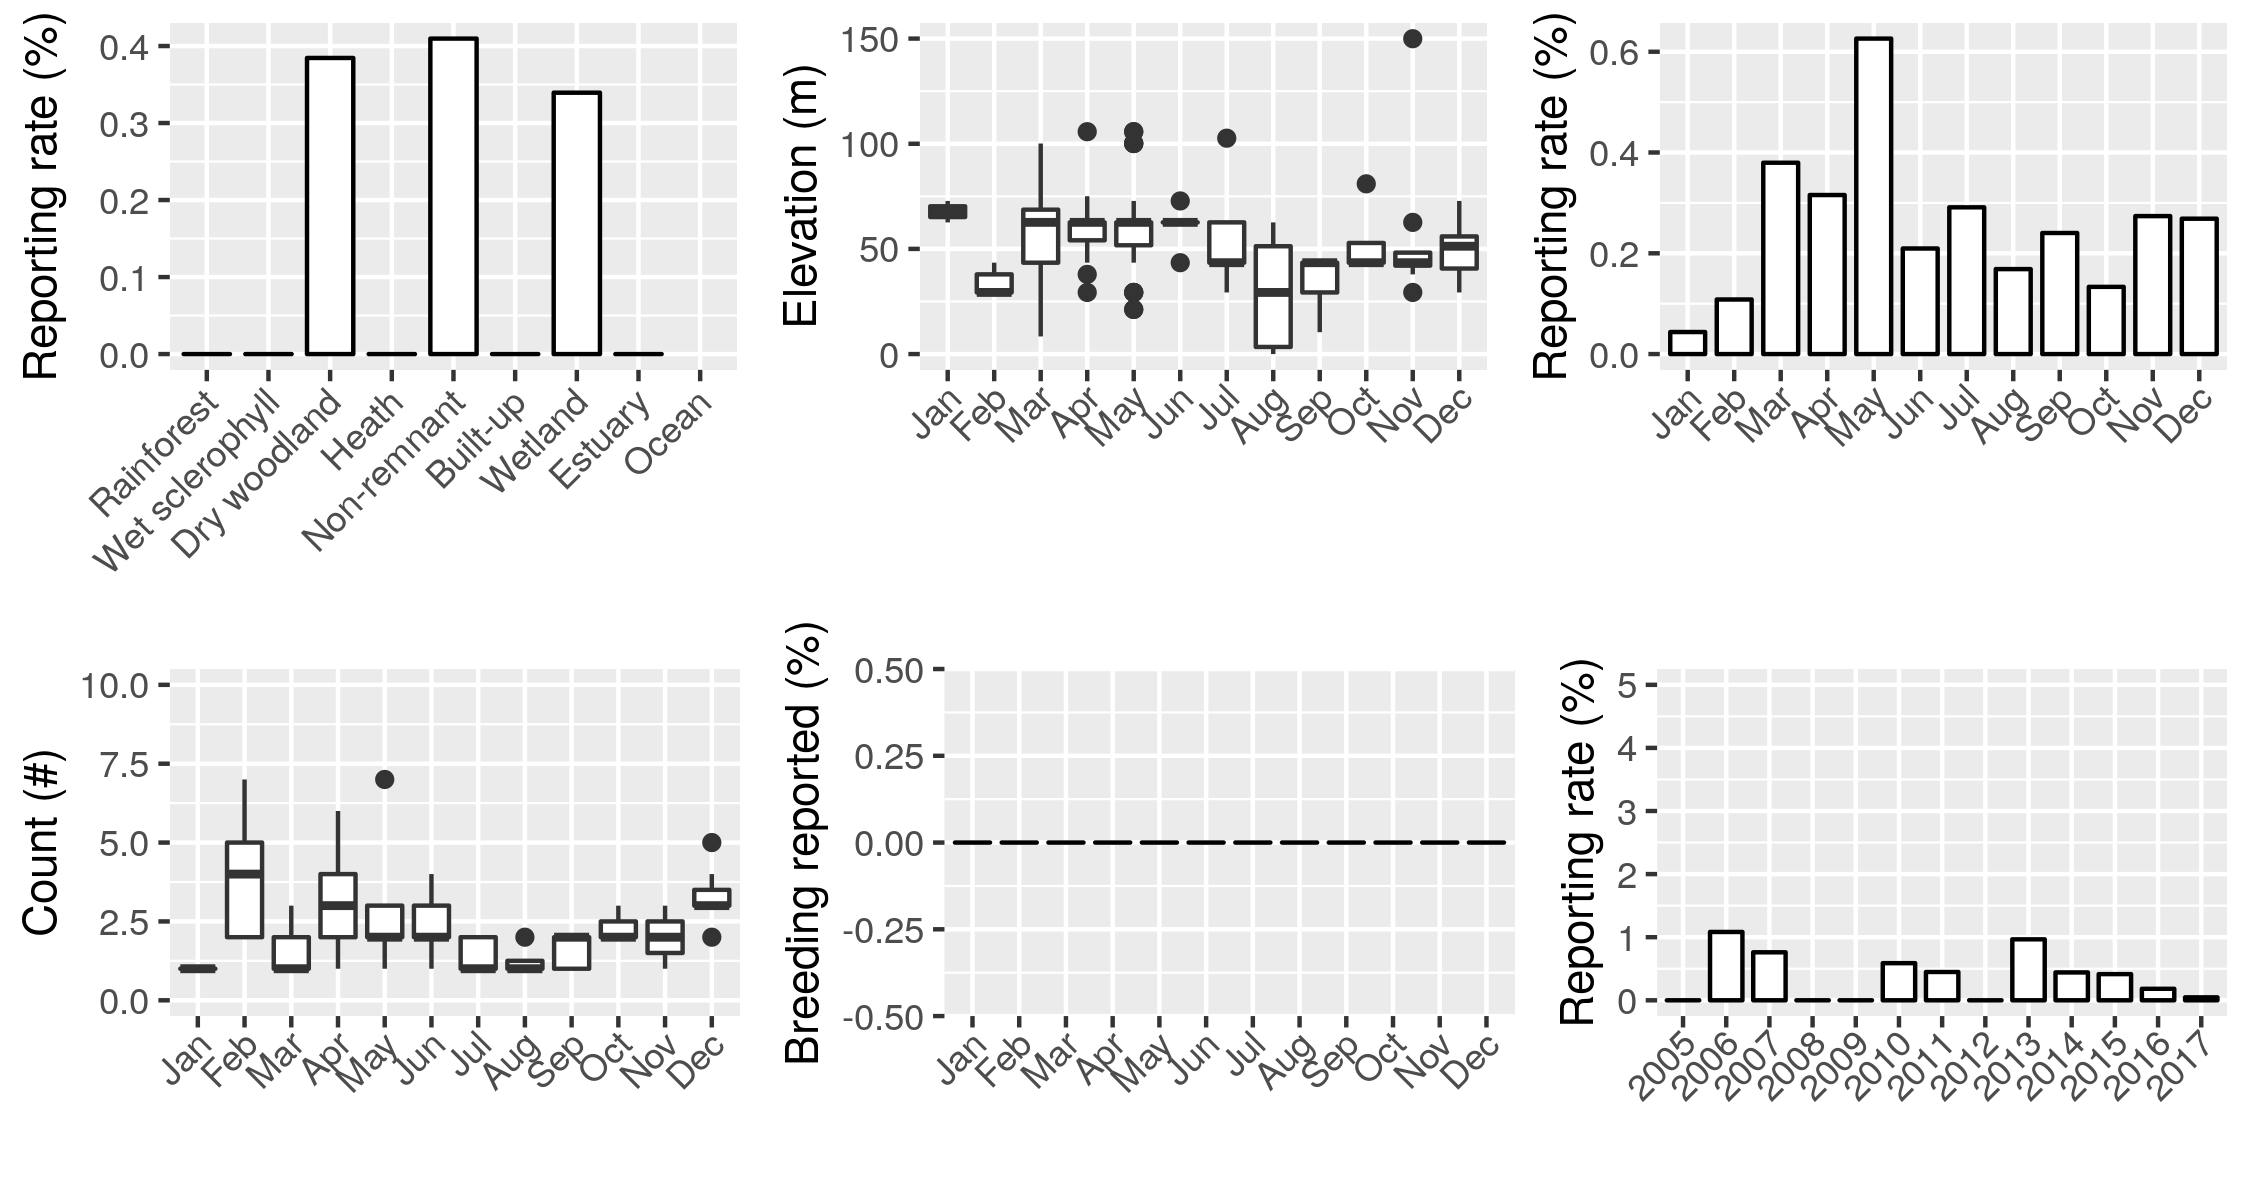 Reporting rate (%)
0.4
0.3
0.2
0.1
0.0
Rainforest
Wet sclerophyll
Dry woodland
Heath
Non-remnant
Built-up
Wetland
Estuary
Ocean
Elevation (m)
150
100
50
0
Jan
Feb
Mar
Apr
May
Jun
Jul
Aug
Sep
Oct
Nov
Dec
Reporting rate (%)
0.6
0.4
0.2
0.0
Jan
Feb
Mar
Apr
May
Jun
Jul
Aug
Sep
Oct
Nov
Dec
Count (#)
10.0
7.5
5.0
2.5
0.0
Jan
Feb
Mar
Apr
May
Jun
Jul
Aug
Sep
Oct
Nov
Dec
Breeding reported (%)
0.50
0.25
0.00
-0.25
-0.50
Jan
Feb
Mar
Apr
May
Jun
Jul
Aug
Sep
Oct
Nov
Dec
Reporting rate (%)
5
4
3
2
1
0
2005
2006
2007
2008
2009
2010
2011
2012
2013
2014
2015
2016
2017